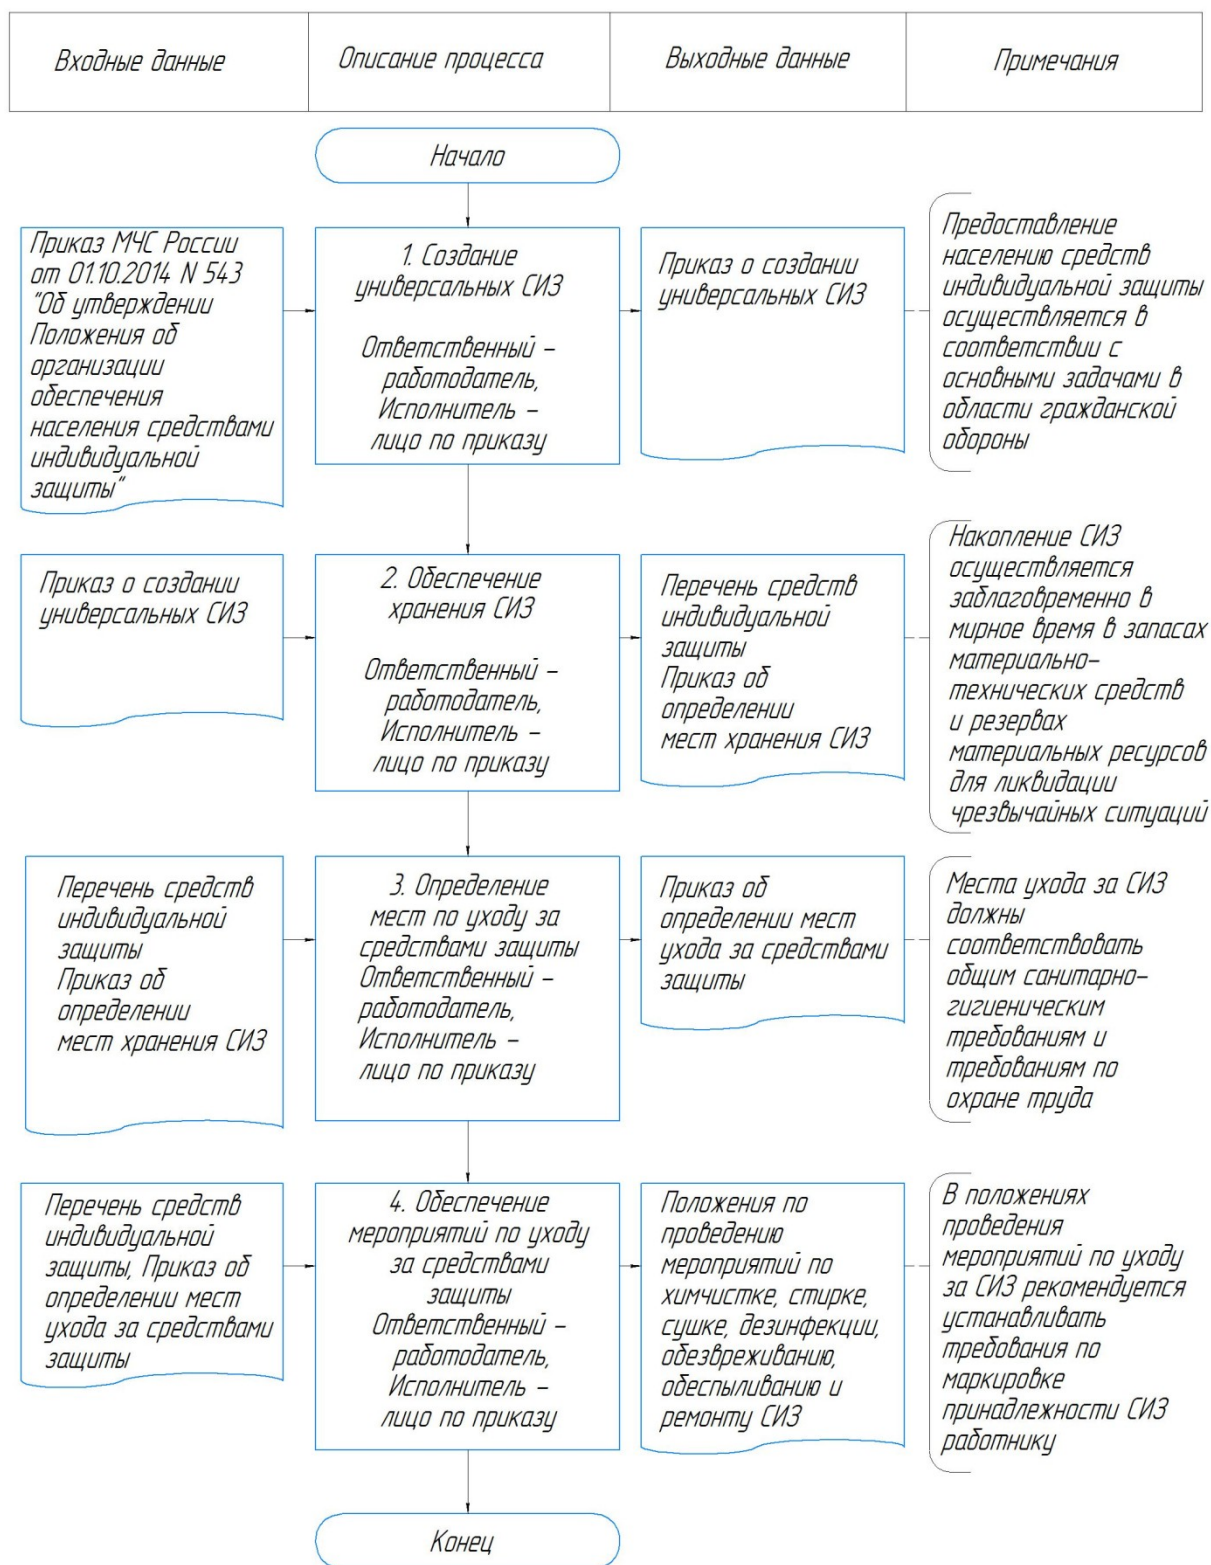 Входные данные
Описание процесса
Выходные данные
Примечания
Начало
Приказ МЧС России
от 01.10.2014 N 543
"Об утверждении
Положения об
организации
обеспечения
населения средствами
индивидуальной
защиты"
1. Создание
универсальных СИЗ
Ответственный –
работодатель,
Исполнитель –
лицо по приказу
Приказ о создании
универсальных СИЗ
Предоставление
населению средств
индивидуальной защиты
осуществляется в
соответствии с
основными задачами в
области гражданской
обороны
Приказ о создании
универсальных СИЗ
2. Обеспечение
хранения СИЗ
Ответственный –
работодатель,
Исполнитель –
лицо по приказу
Перечень средств
индивидуальной
защиты
Приказ об
определении
мест хранения СИЗ
Накопление СИЗ
осуществляется
заблаговременно в
мирное время в запасах
материально-
технических средств
и резервах
материальных ресурсов
для ликвидации
чрезвычайных ситуаций
Перечень средств
индивидуальной
защиты
Приказ об
определении
мест хранения СИЗ
3. Определение
мест по уходу за
средствами защиты
Ответственный –
работодатель,
Исполнитель –
лицо по приказу
Приказ об
определении мест
ухода за средствами
защиты
Места ухода за СИЗ
должны
соответствовать
общим санитарно-
гигиеническим
требованиям и
требованиям по
охране труда
Перечень средств
индивидуальной
защиты, Приказ об
определении мест
ухода за средствами
защиты
4. Обеспечение
мероприятий по уходу
за средствами
защиты
Ответственный –
работодатель,
Исполнитель –
лицо по приказу
Положения по
проведению
мероприятий по
химчистке, стирке,
сушке, дезинфекции,
обезвреживанию,
обеспыливанию и
ремонту СИЗ
В положениях
проведения
мероприятий по уходу
за СИЗ рекомендуется
устанавливать
требования по
маркировке
принадлежности СИЗ
работнику
Конец